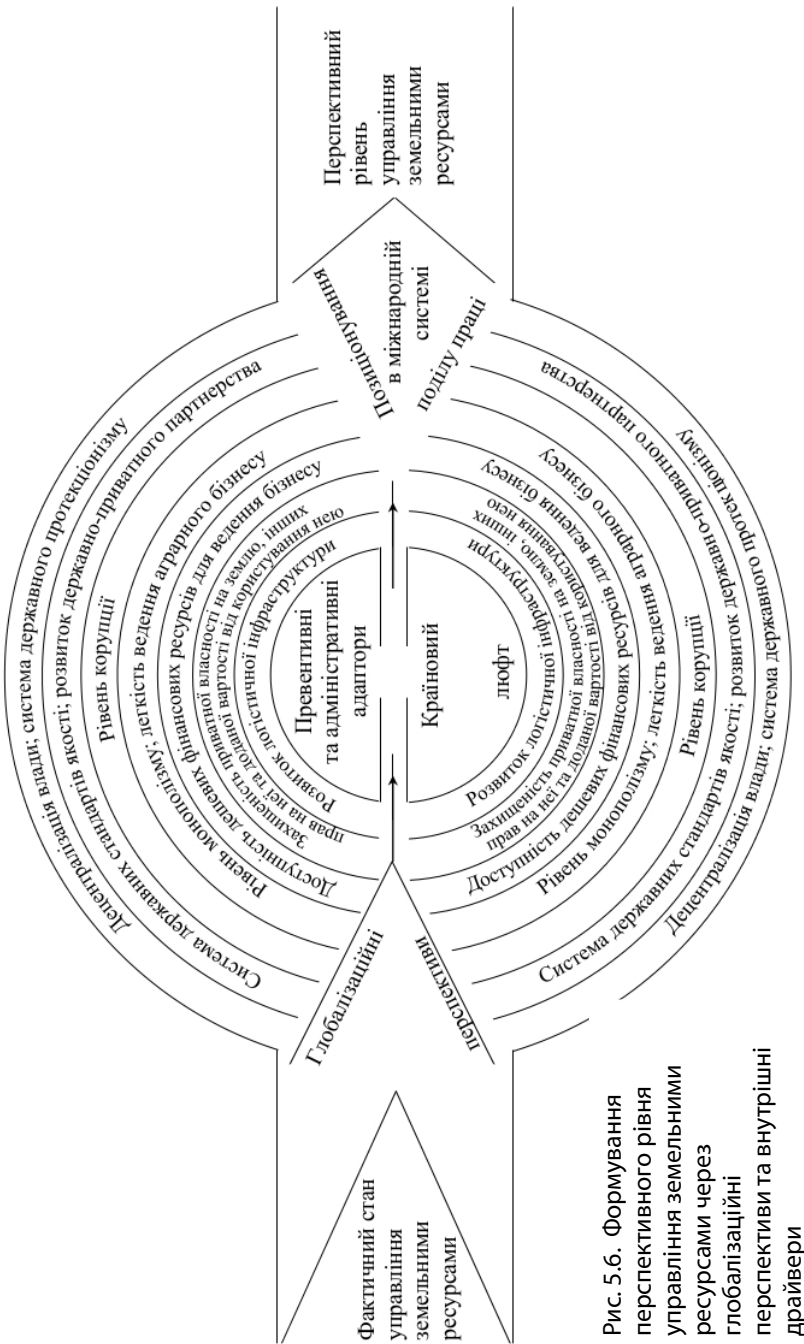 Фактичний стан
управління
земельними
ресурсами
Глобалізаційні
перспективи
Децентралізація влади; система державного протекціонізму
Система державних стандартів якості; розвиток державно-приватного партнерства
Рівень корупції
Рівень монополізму; легкість ведення аграрного бізнесу
Доступність дешевих фінансових ресурсів для ведення бізнесу
Захищеність приватної власності на землю, інших
прав на неї та доданої вартості від користування нею
Розвиток логістичної інфраструктури
Превентивні
та адміністративні
адаптори
Країновий
люфт
Розвиток логістичної інфраструктури
Захищеність приватної власності на землю, інших
прав на неї та доданої вартості від користування нею
Доступність дешевих фінансових ресурсів для ведення бізнесу
Рівень монополізму; легкість ведення аграрного бізнесу
Рівень корупції
Система державних стандартів якості; розвиток державно-приватного партнерства
Децентралізація влади; система державного протекціонізму
Позиціонування
в міжнародній
системі
поділу праці
Перспективний
рівень
управління
земельними
ресурсами
Рис. 5.6. Формування
перспективного рівня
управління земельними
ресурсами через
глобалізаційні
перспективи та внутрішні
драйвери